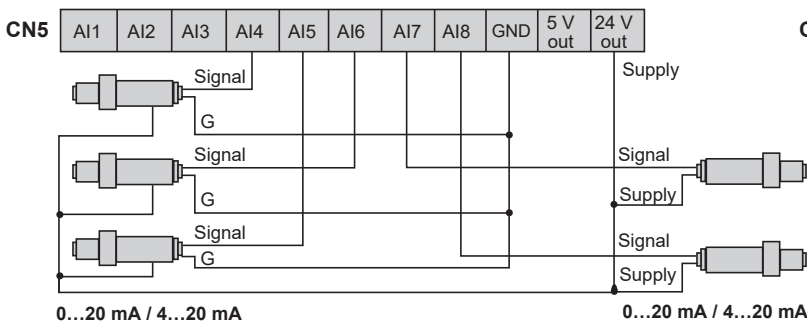 CN5 AI1 AI2 AI3 AI4 AI5 AI6 AI7 AI8 GND 5 V out 24 V out
Signal
Supply
G
Signal
Signal
G
Supply
Signal
Signal
G
Supply
0…20 mA / 4…20 mA
0…20 mA / 4…20 mA